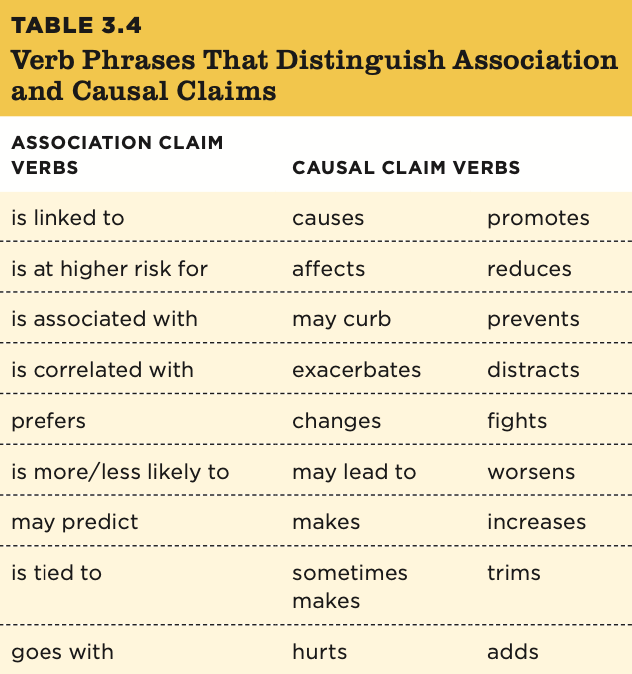 TABLE 3.4
Verb Phrases That Distinguish Association
and Causal Claims
ASSOCIATION CLAIM
VERBS CAUSAL CLAIM VERBS
is linked to causes promotes
is at higher risk for affects reduces
is associated with may curb prevents
is correlated with exacerbates distracts
prefers changes fights
is more/less likely to may lead to worsens
may predict makes increases
is tied to sometimes trims
makes
goes with hurts adds